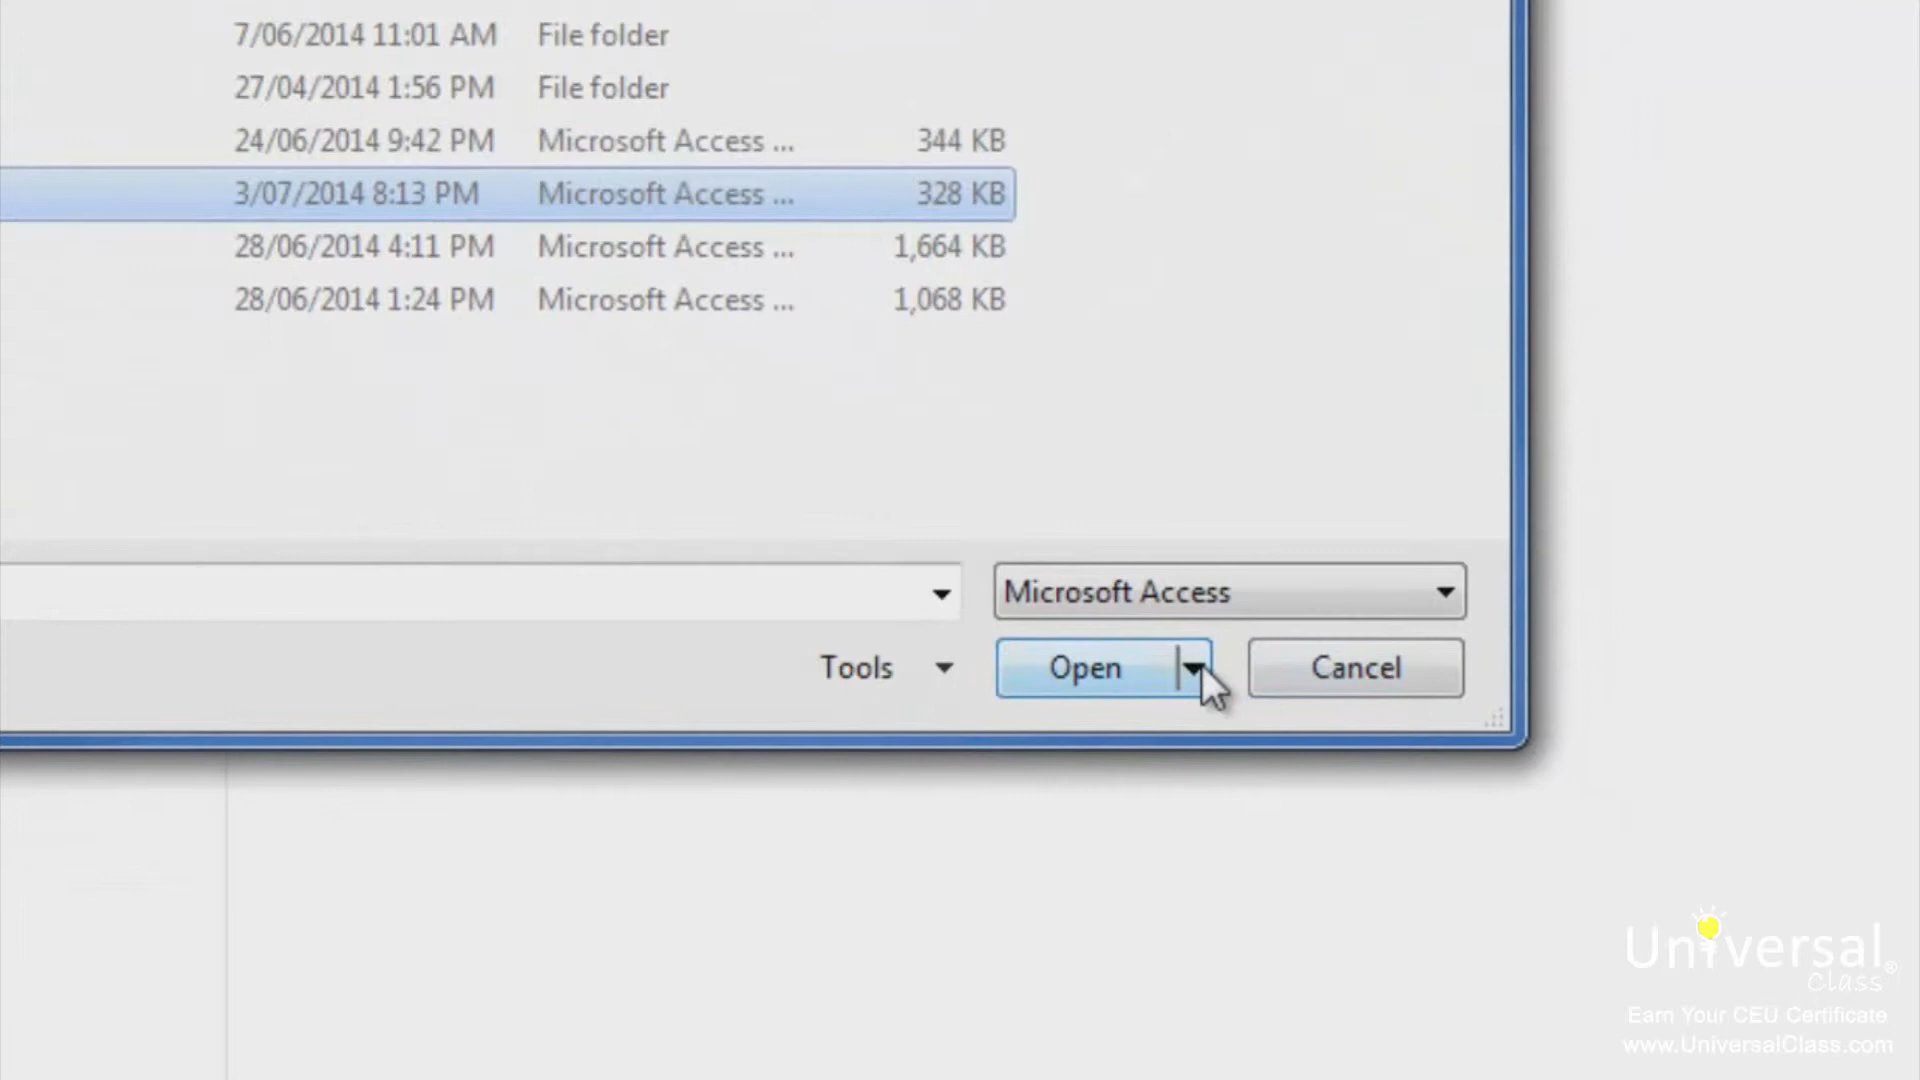 7/06/2014 11:01 AM File folder
27/04/2014 1:56 PM File folder
24/06/2014 9:42 PM Microsoft Access ... 344 KB
3/07/2014 8:13 PM Microsoft Access ... 328 KB
28/06/2014 4:11 PM Microsoft Access ... 1,664 KB
28/06/2014 1:24 PM Microsoft Access ... 1,068 KB
Microsoft Access
Tools Open Cancel
Universal
Class®
Earn Your CEU Certificate
www.UniversalClass.com